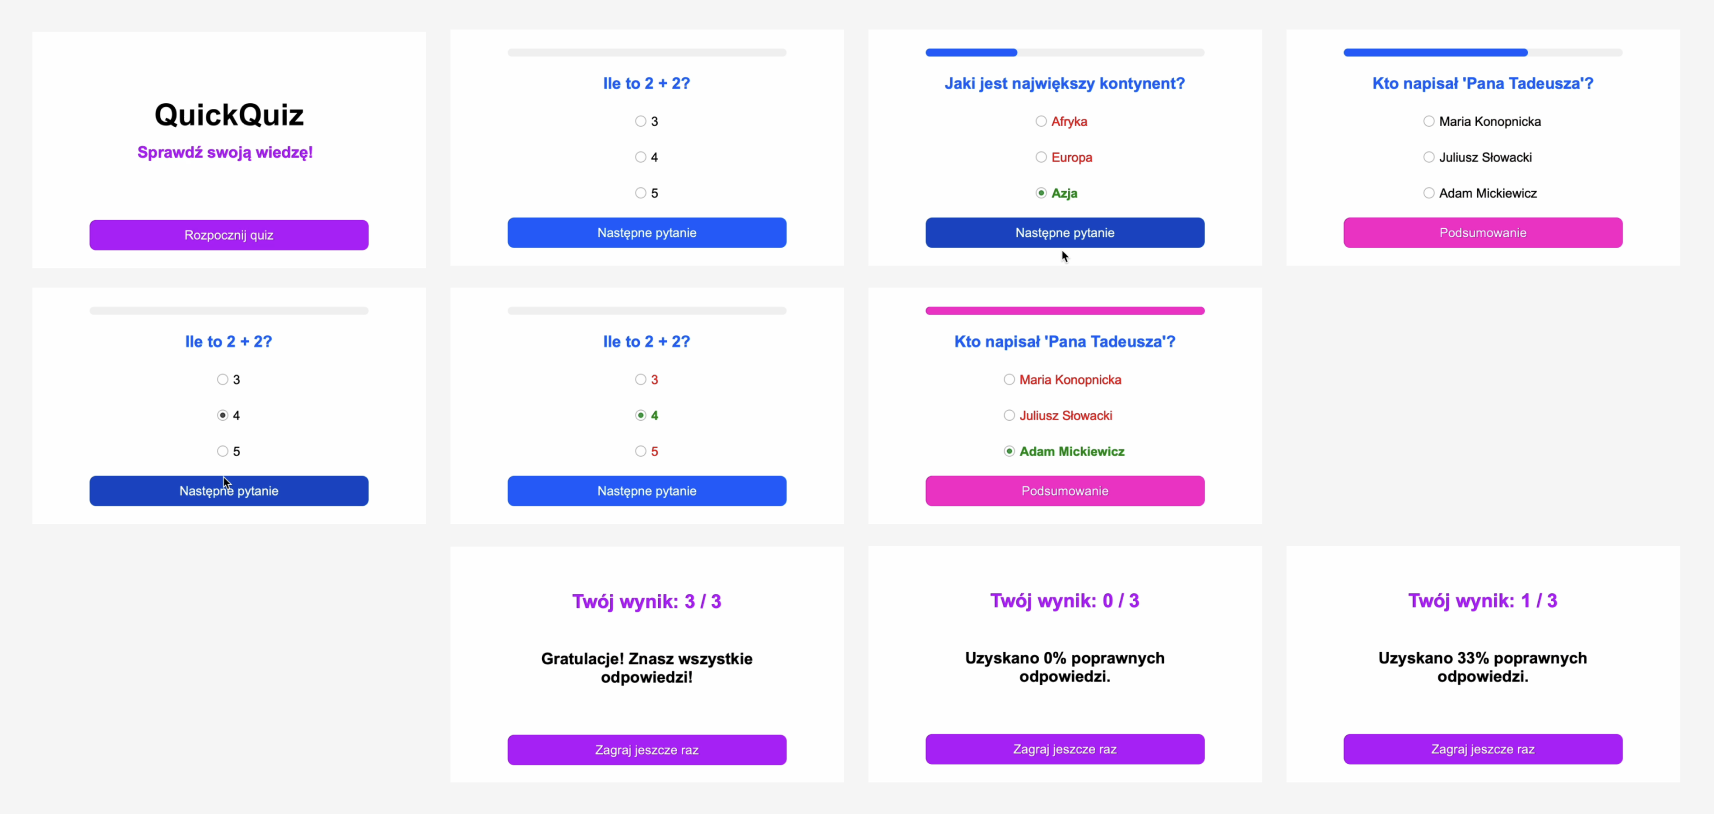 QuickQuiz
Sprawdź swoją wiedzę!
Rozpocznij quiz
Ile to 2 + 2?
3
4
5
Następne pytanie
Jaki jest największy kontynent?
Afryka
Europa
Azja
Następne pytanie
Kto napisał 'Pana Tadeusza'?
Maria Konopnicka
Juliusz Słowacki
Adam Mickiewicz
Podsumowanie
Ile to 2 + 2?
3
4
5
Następne pytanie
Ile to 2 + 2?
3
4
5
Następne pytanie
Kto napisał 'Pana Tadeusza'?
Maria Konopnicka
Juliusz Słowacki
Adam Mickiewicz
Podsumowanie
Twój wynik: 3 / 3
Gratulacje! Znasz wszystkie
odpowiedzi!
Zagraj jeszcze raz
Twój wynik: 0 / 3
Uzyskano 0% poprawnych
odpowiedzi.
Zagraj jeszcze raz
Twój wynik: 1 / 3
Uzyskano 33% poprawnych
odpowiedzi.
Zagraj jeszcze raz